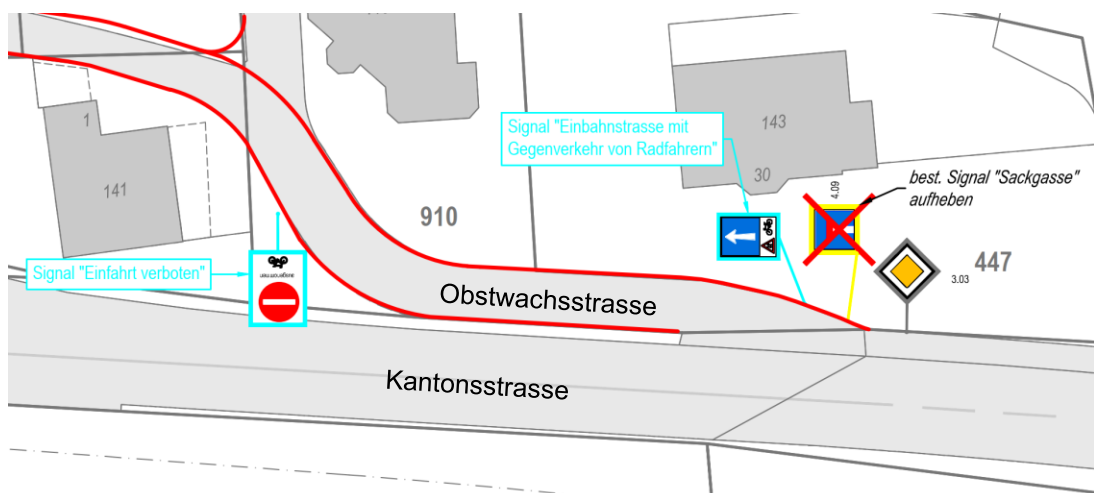 1
141
Signal "Einfahrt verboten"
ausgenommen
910
Obstwachsstrasse
Kantonsstrasse
Signal "Einbahnstrasse mit
Gegenverkehr von Radfahrern"
143
30
4.09
best. Signal "Sackgasse"
aufheben
447
3.03